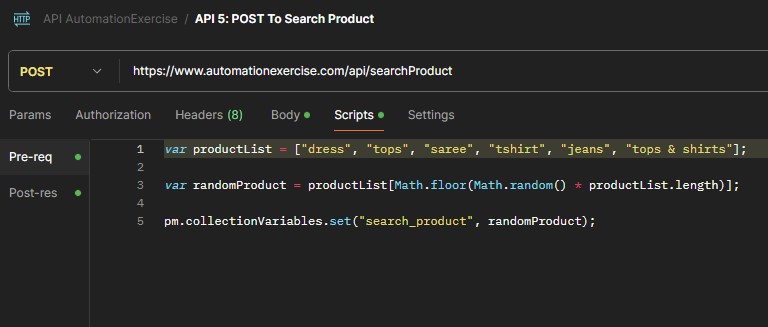 HTTP API AutomationExercise / API 5: POST To Search Product
POST https://www.automationexercise.com/api/searchProduct
Params Authorization Headers (8) Body Scripts Settings
Pre-req
Post-res
1 var productList = ["dress", "tops", "saree", "tshirt", "jeans", "tops & shirts"];
2
3 var randomProduct = productList[Math.floor(Math.random() * productList.length)];
4
5 pm.collectionVariables.set("search_product", randomProduct);